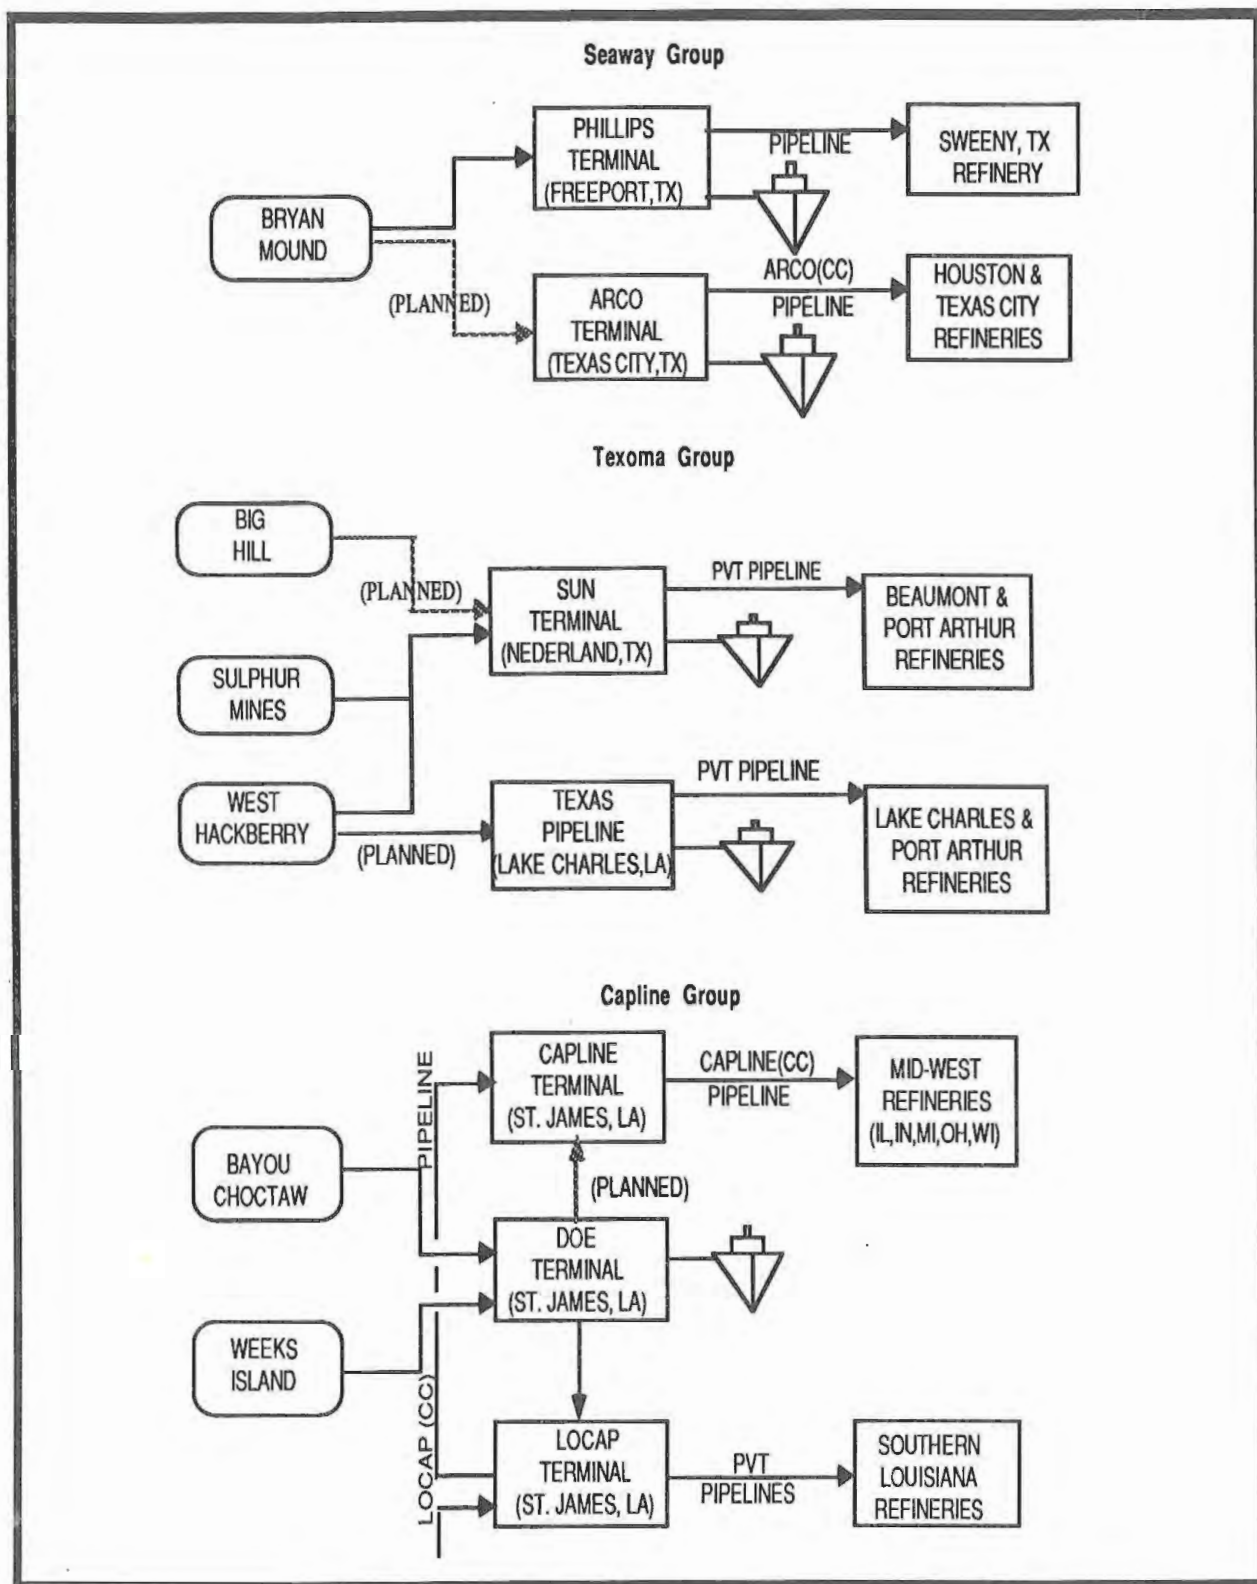 Seaway Group
PHILLIPS
TERMINAL
(FREEPORT,TX)
PIPELINE
SWEENY, TX
REFINERY
BRYAN
MOUND
(PLANNED)
ARCO
TERMINAL
(TEXAS CITY,TX)
ARCO(CC)
PIPELINE
HOUSTON &
TEXAS CITY
REFINERIES
Texoma Group
BIG
HILL
(PLANNED)
SUN
TERMINAL
(NEDERLAND,TX)
PVT PIPELINE
BEAUMONT &
PORT ARTHUR
REFINERIES
SULPHUR
MINES
WEST
HACKBERRY
(PLANNED)
TEXAS
PIPELINE
(LAKE CHARLES,LA)
PVT PIPELINE
LAKE CHARLES &
PORT ARTHUR
REFINERIES
Capline Group
PIPELINE
CAPLINE
TERMINAL
(ST. JAMES, LA)
CAPLINE(CC)
PIPELINE
MID-WEST
REFINERIES
(IL,IN,MI,OH,WI)
BAYOU
CHOCTAW
(PLANNED)
DOE
TERMINAL
(ST. JAMES, LA)
WEEKS
ISLAND
LOCAP (CC)
LOCAP
TERMINAL
(ST. JAMES, LA)
PVT
PIPELINES
SOUTHERN
LOUISIANA
REFINERIES